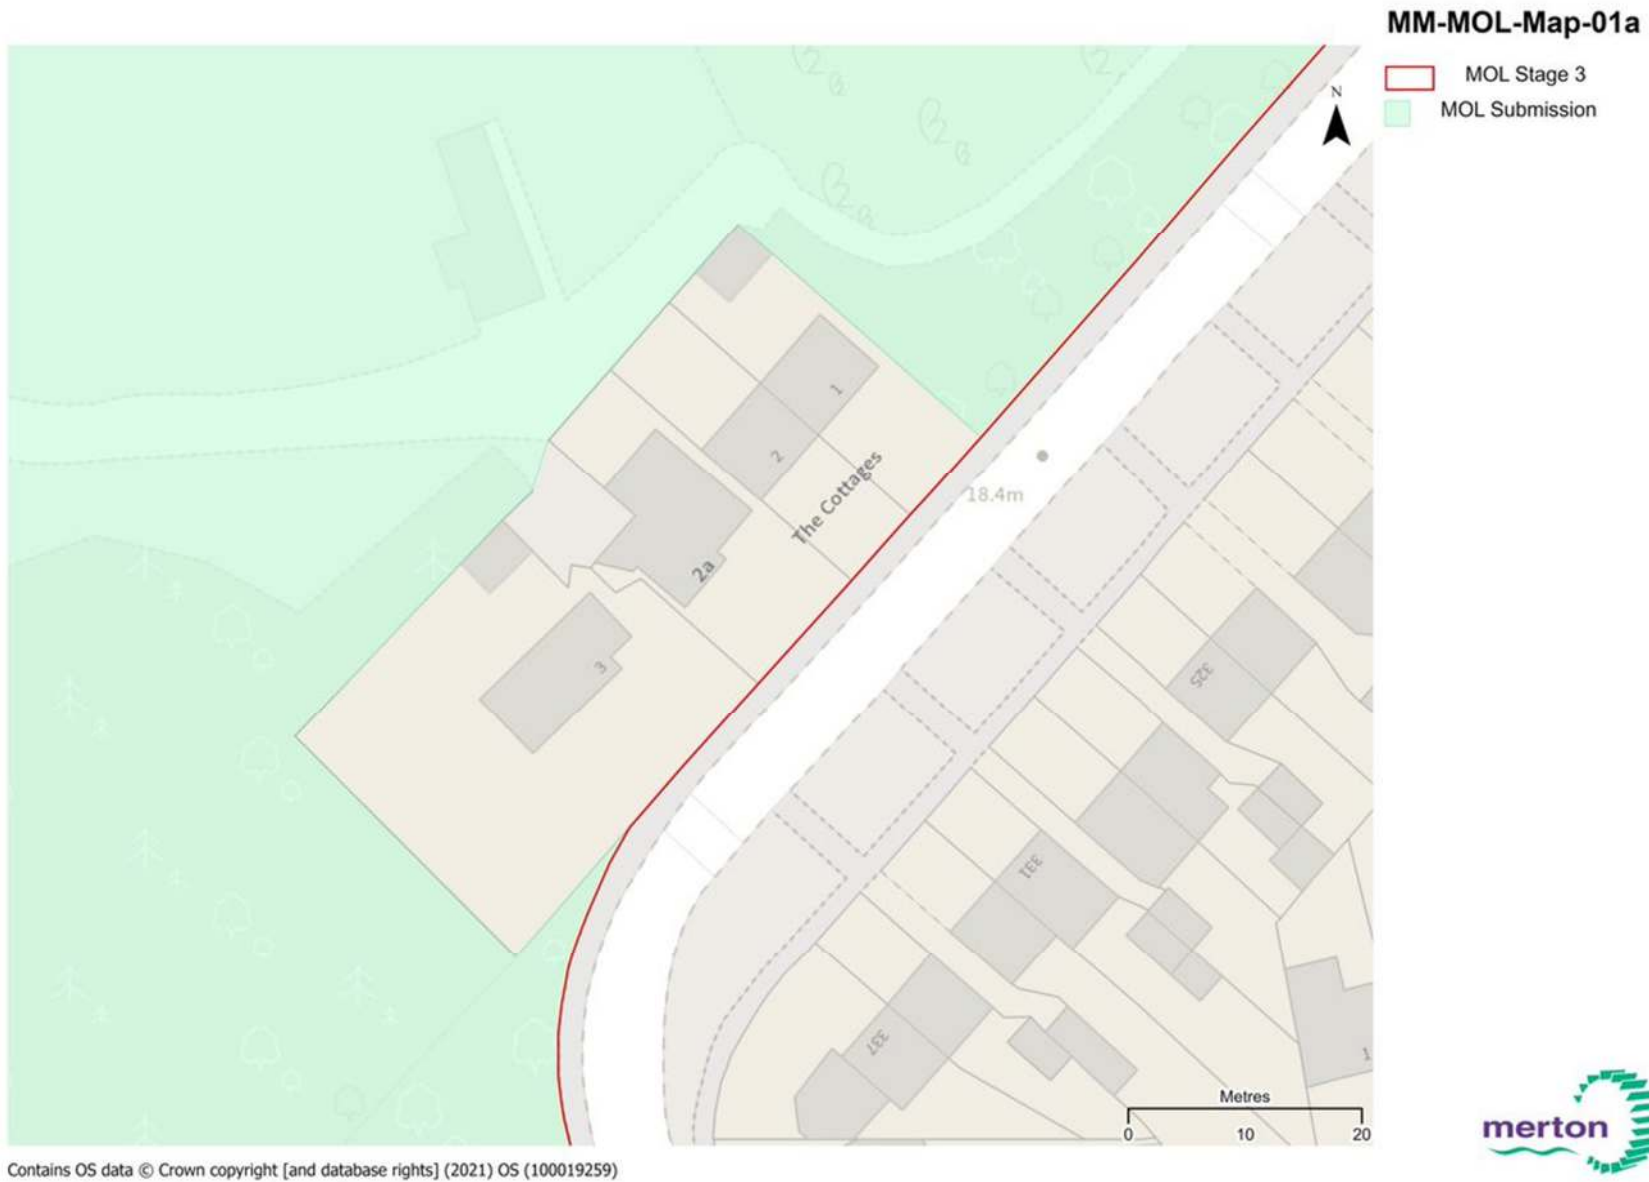 MM-MOL-Map-01a
MOL Stage 3
MOL Submission
N
1
2
The Cottages
18.4m
2a
3
325
331
337
1
Metres
0 10 20
merton
Contains OS data © Crown copyright [and database rights] (2021) OS (100019259)